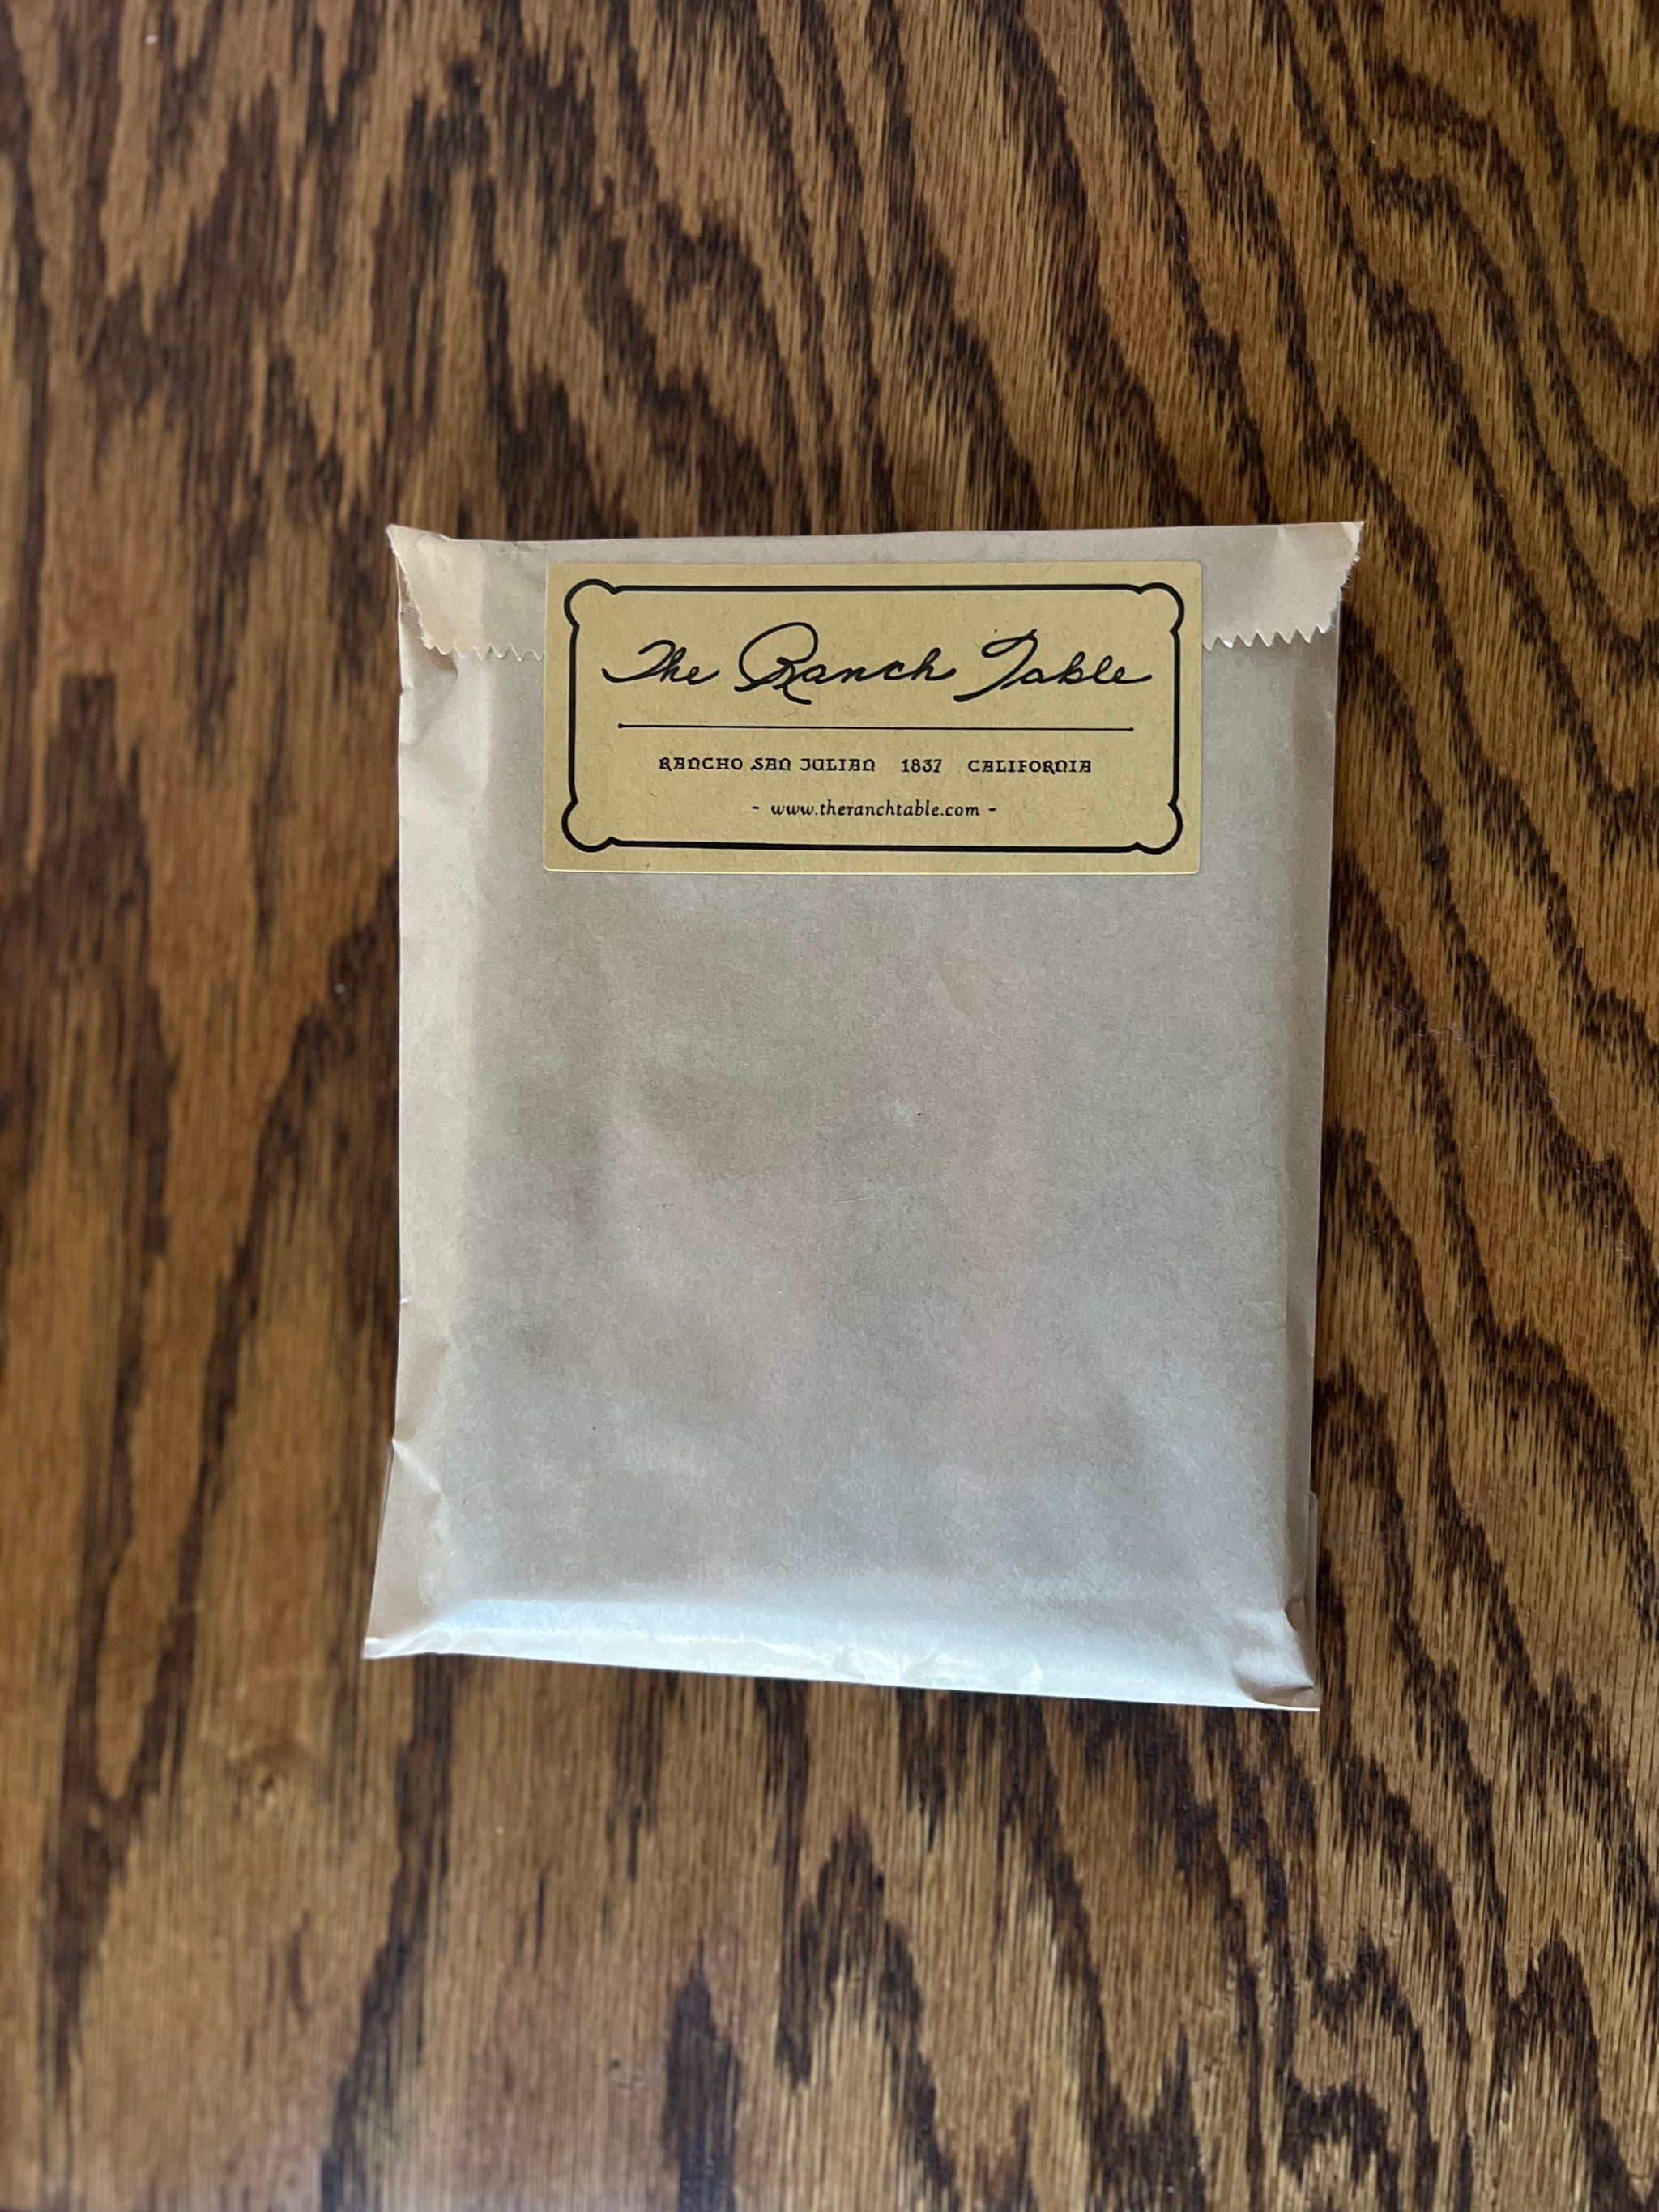 The Ranch Table
RANCHO SAN JULIAN 1837 CALIFORNIA
- www.theranchtable.com -